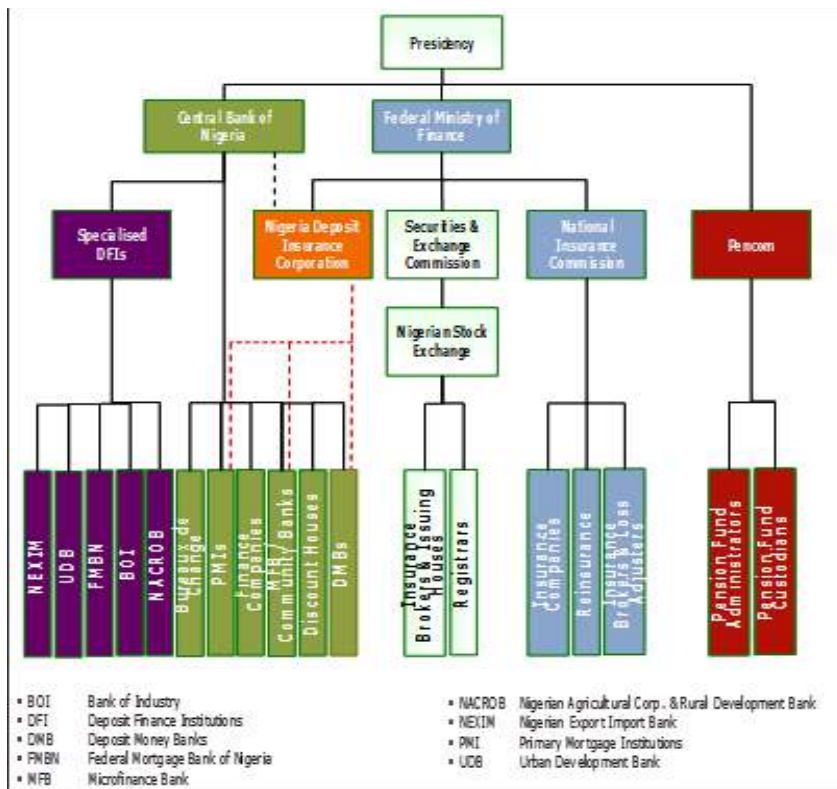 Presidency
Central Bank of
Nigeria
Federal Ministry of
Finance
Specialised
DFIs
Nigeria Deposit
Insurance
Corporation
Securities &
Exchange
Commission
National
Insurance
Commission
Pencom
Nigerian Stock
Exchange
NEXIM
UDB
FMBN
BOI
NACROB
Bureaux de
Change
PMIs
Finance
Companies
MFB /
Community Banks
Discount Houses
DMBs
Insurance
Brokers & Issuing
Houses
Registrars
Insurance
Companies
Reinsurance
Insurance
Brokers & Loss
Adjusters
Pension Fund
Administrators
Pension Fund
Custodians
▪ BOI Bank of Industry
▪ DFI Deposit Finance Institutions
▪ DMB Deposit Money Banks
▪ FMBN Federal Mortgage Bank of Nigeria
▪ MFB Microfinance Bank
▪ NACROB Nigerian Agricultural Corp. & Rural Development Bank
▪ NEXIM Nigerian Export Import Bank
▪ PMI Primary Mortgage Institutions
▪ UDB Urban Development Bank